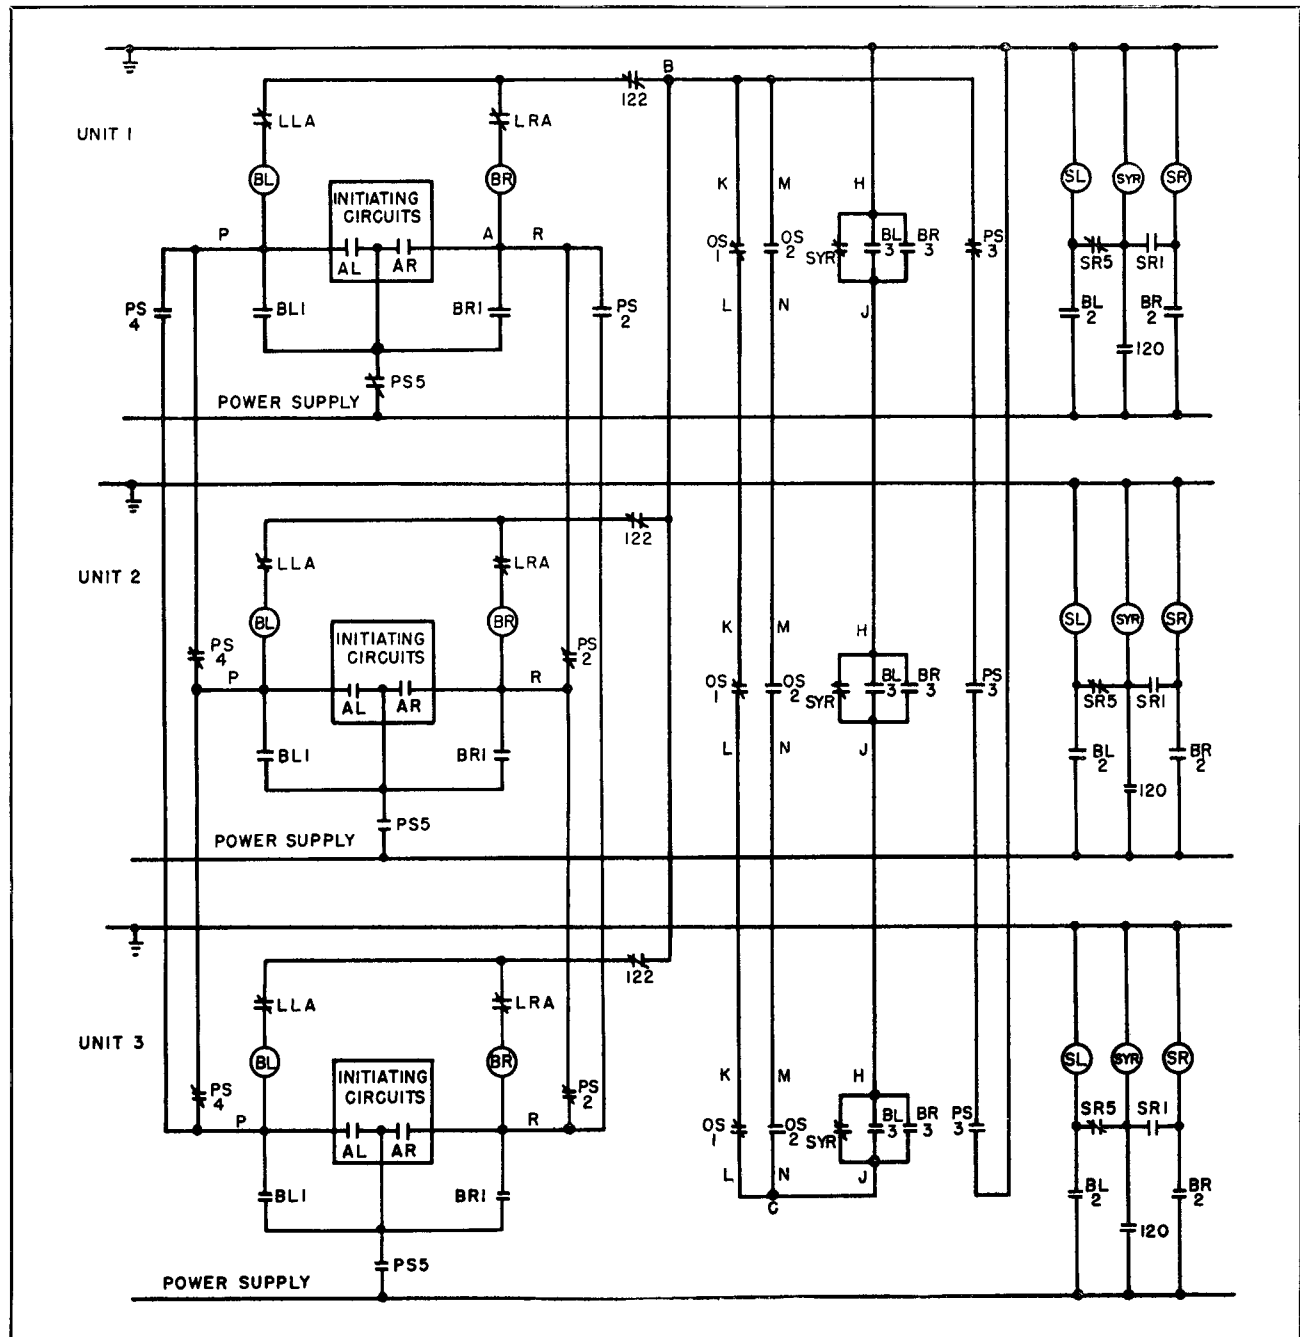 B
122
LLA
LRA
UNIT 1
BL
BR
SL
SYR
SR
K
M
H
INITIATING
CIRCUITS
P
A
R
OS
1
OS
2
SYR
BL
3
BR
3
PS
3
AL
AR
SR5
SR1
PS
4
BL1
BR1
PS
2
L
N
J
BL
2
BR
2
120
PS5
POWER SUPPLY
122
LLA
LRA
UNIT 2
BL
BR
SL
SYR
SR
INITIATING
CIRCUITS
K
M
H
PS
4
PS
2
P
R
OS
1
OS
2
SYR
BL
3
BR
3
PS
3
AL
AR
SR5
SR1
BL1
BR1
L
N
J
BL
2
BR
2
120
PS5
POWER SUPPLY
122
LLA
LRA
UNIT 3
BL
BR
SL
SYR
SR
INITIATING
CIRCUITS
K
M
H
PS
4
PS
2
P
R
OS
1
OS
2
SYR
BL
3
BR
3
PS
3
SR5
SR1
AL
AR
BL1
BR1
L
N
J
C
BL
2
BR
2
120
PS5
POWER SUPPLY